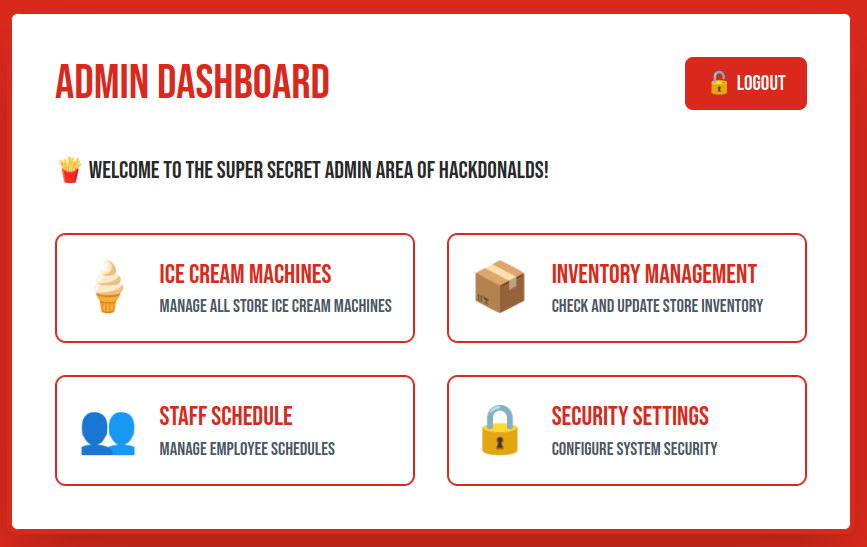 ADMIN DASHBOARD
LOGOUT
WELCOME TO THE SUPER SECRET ADMIN AREA OF HACKDONALDS!
ICE CREAM MACHINES
MANAGE ALL STORE ICE CREAM MACHINES
INVENTORY MANAGEMENT
CHECK AND UPDATE STORE INVENTORY
STAFF SCHEDULE
MANAGE EMPLOYEE SCHEDULES
SECURITY SETTINGS
CONFIGURE SYSTEM SECURITY